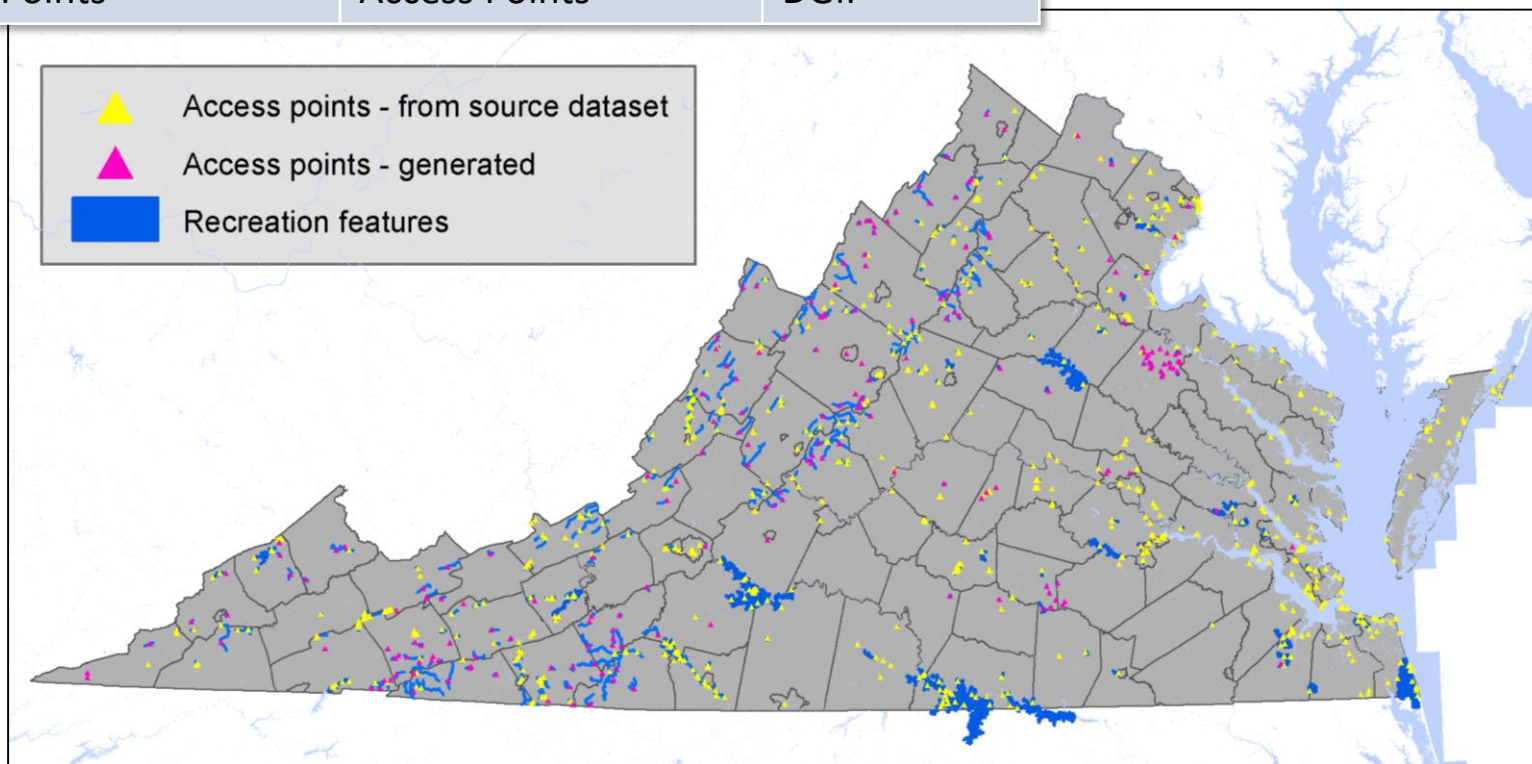 Points Access Points DGIF
Access points - from source dataset
Access points - generated
Recreation features